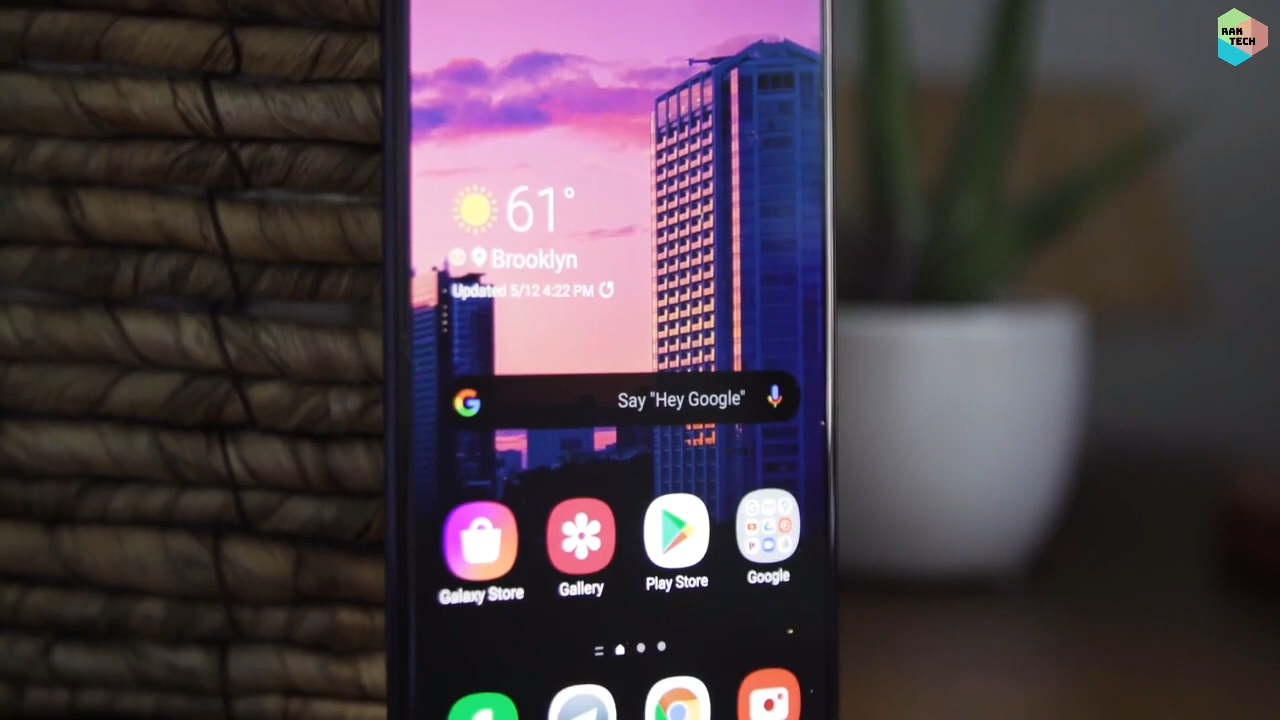 RAK
TECH
61°
Brooklyn
Updated 5/12 4:22 PM
Say "Hey Google"
Galaxy Store
Gallery
Play Store
Google